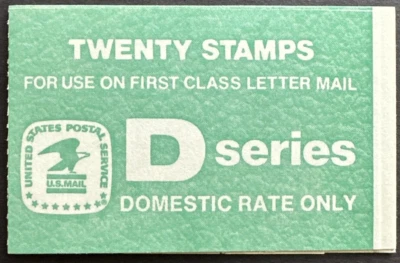 TWENTY STAMPS
FOR USE ON FIRST CLASS LETTER MAIL
UNITED STATES POSTAL SERVICE
U.S. MAIL
D series
DOMESTIC RATE ONLY